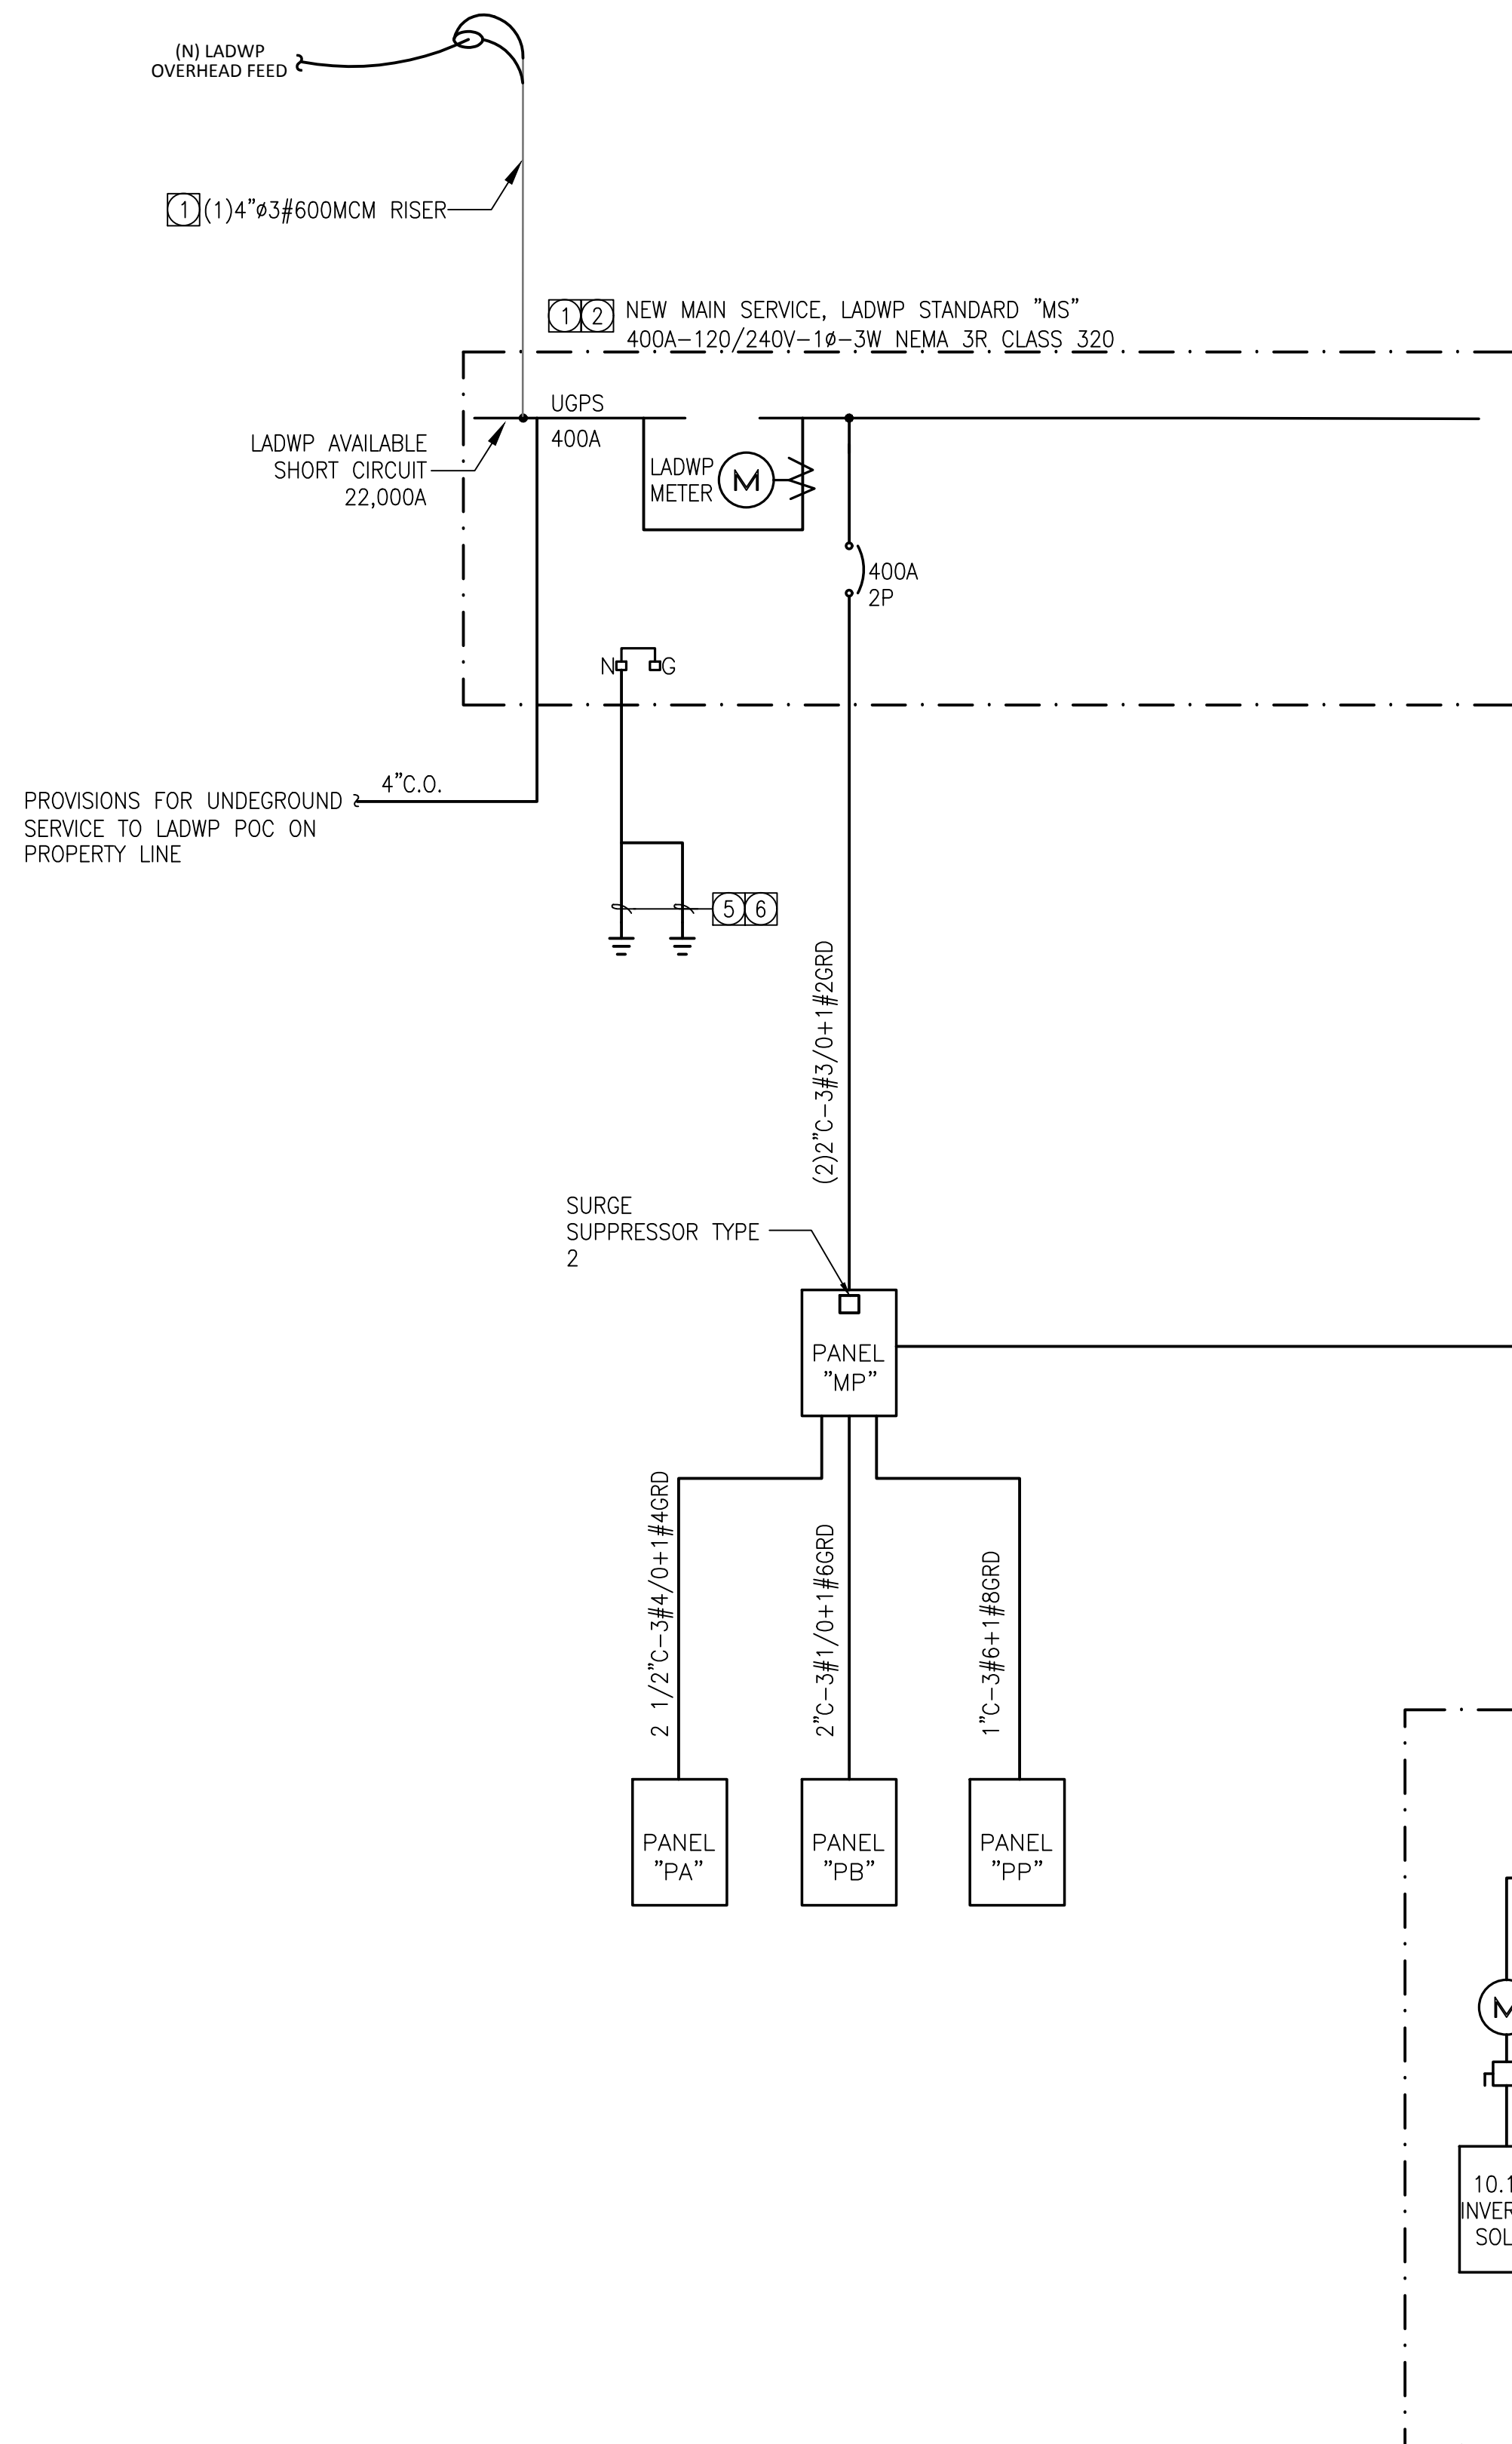 (N) LADWP
OVERHEAD FEED
1 (1)4"ø3#600MCM RISER
1 2 NEW MAIN SERVICE, LADWP STANDARD "MS"
400A-120/240V-1ø-3W NEMA 3R CLASS 320
UGPS
400A
LADWP AVAILABLE
SHORT CIRCUIT
22,000A
LADWP
METER
M
400A
2P
N G
4"C.O.
PROVISIONS FOR UNDEGROUND
SERVICE TO LADWP POC ON
PROPERTY LINE
5 6
(2)2"C-3#3/0+1#2GRD
SURGE
SUPPRESSOR TYPE
2
PANEL
"MP"
2 1/2"C-3#4/0+1#4GRD
2"C-3#1/0+1#6GRD
1"C-3#6+1#8GRD
PANEL
"PA"
PANEL
"PB"
PANEL
"PP"
M
10.1
INVER
SOL